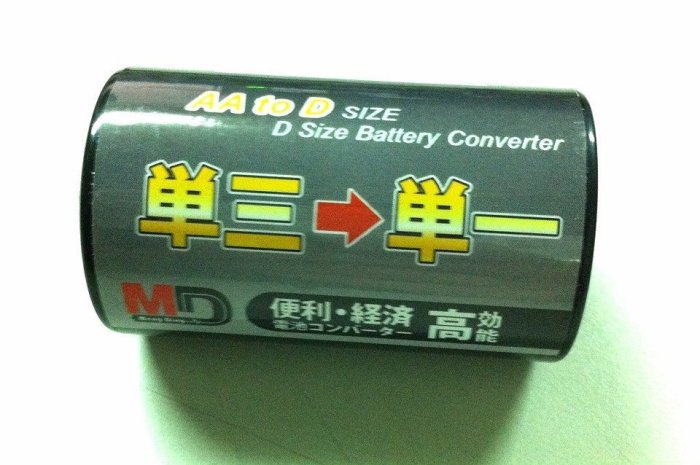 AA to D SIZE
D Size Battery Converter
単三→単一
MD
便利・経済
電池コンバーター
高効能